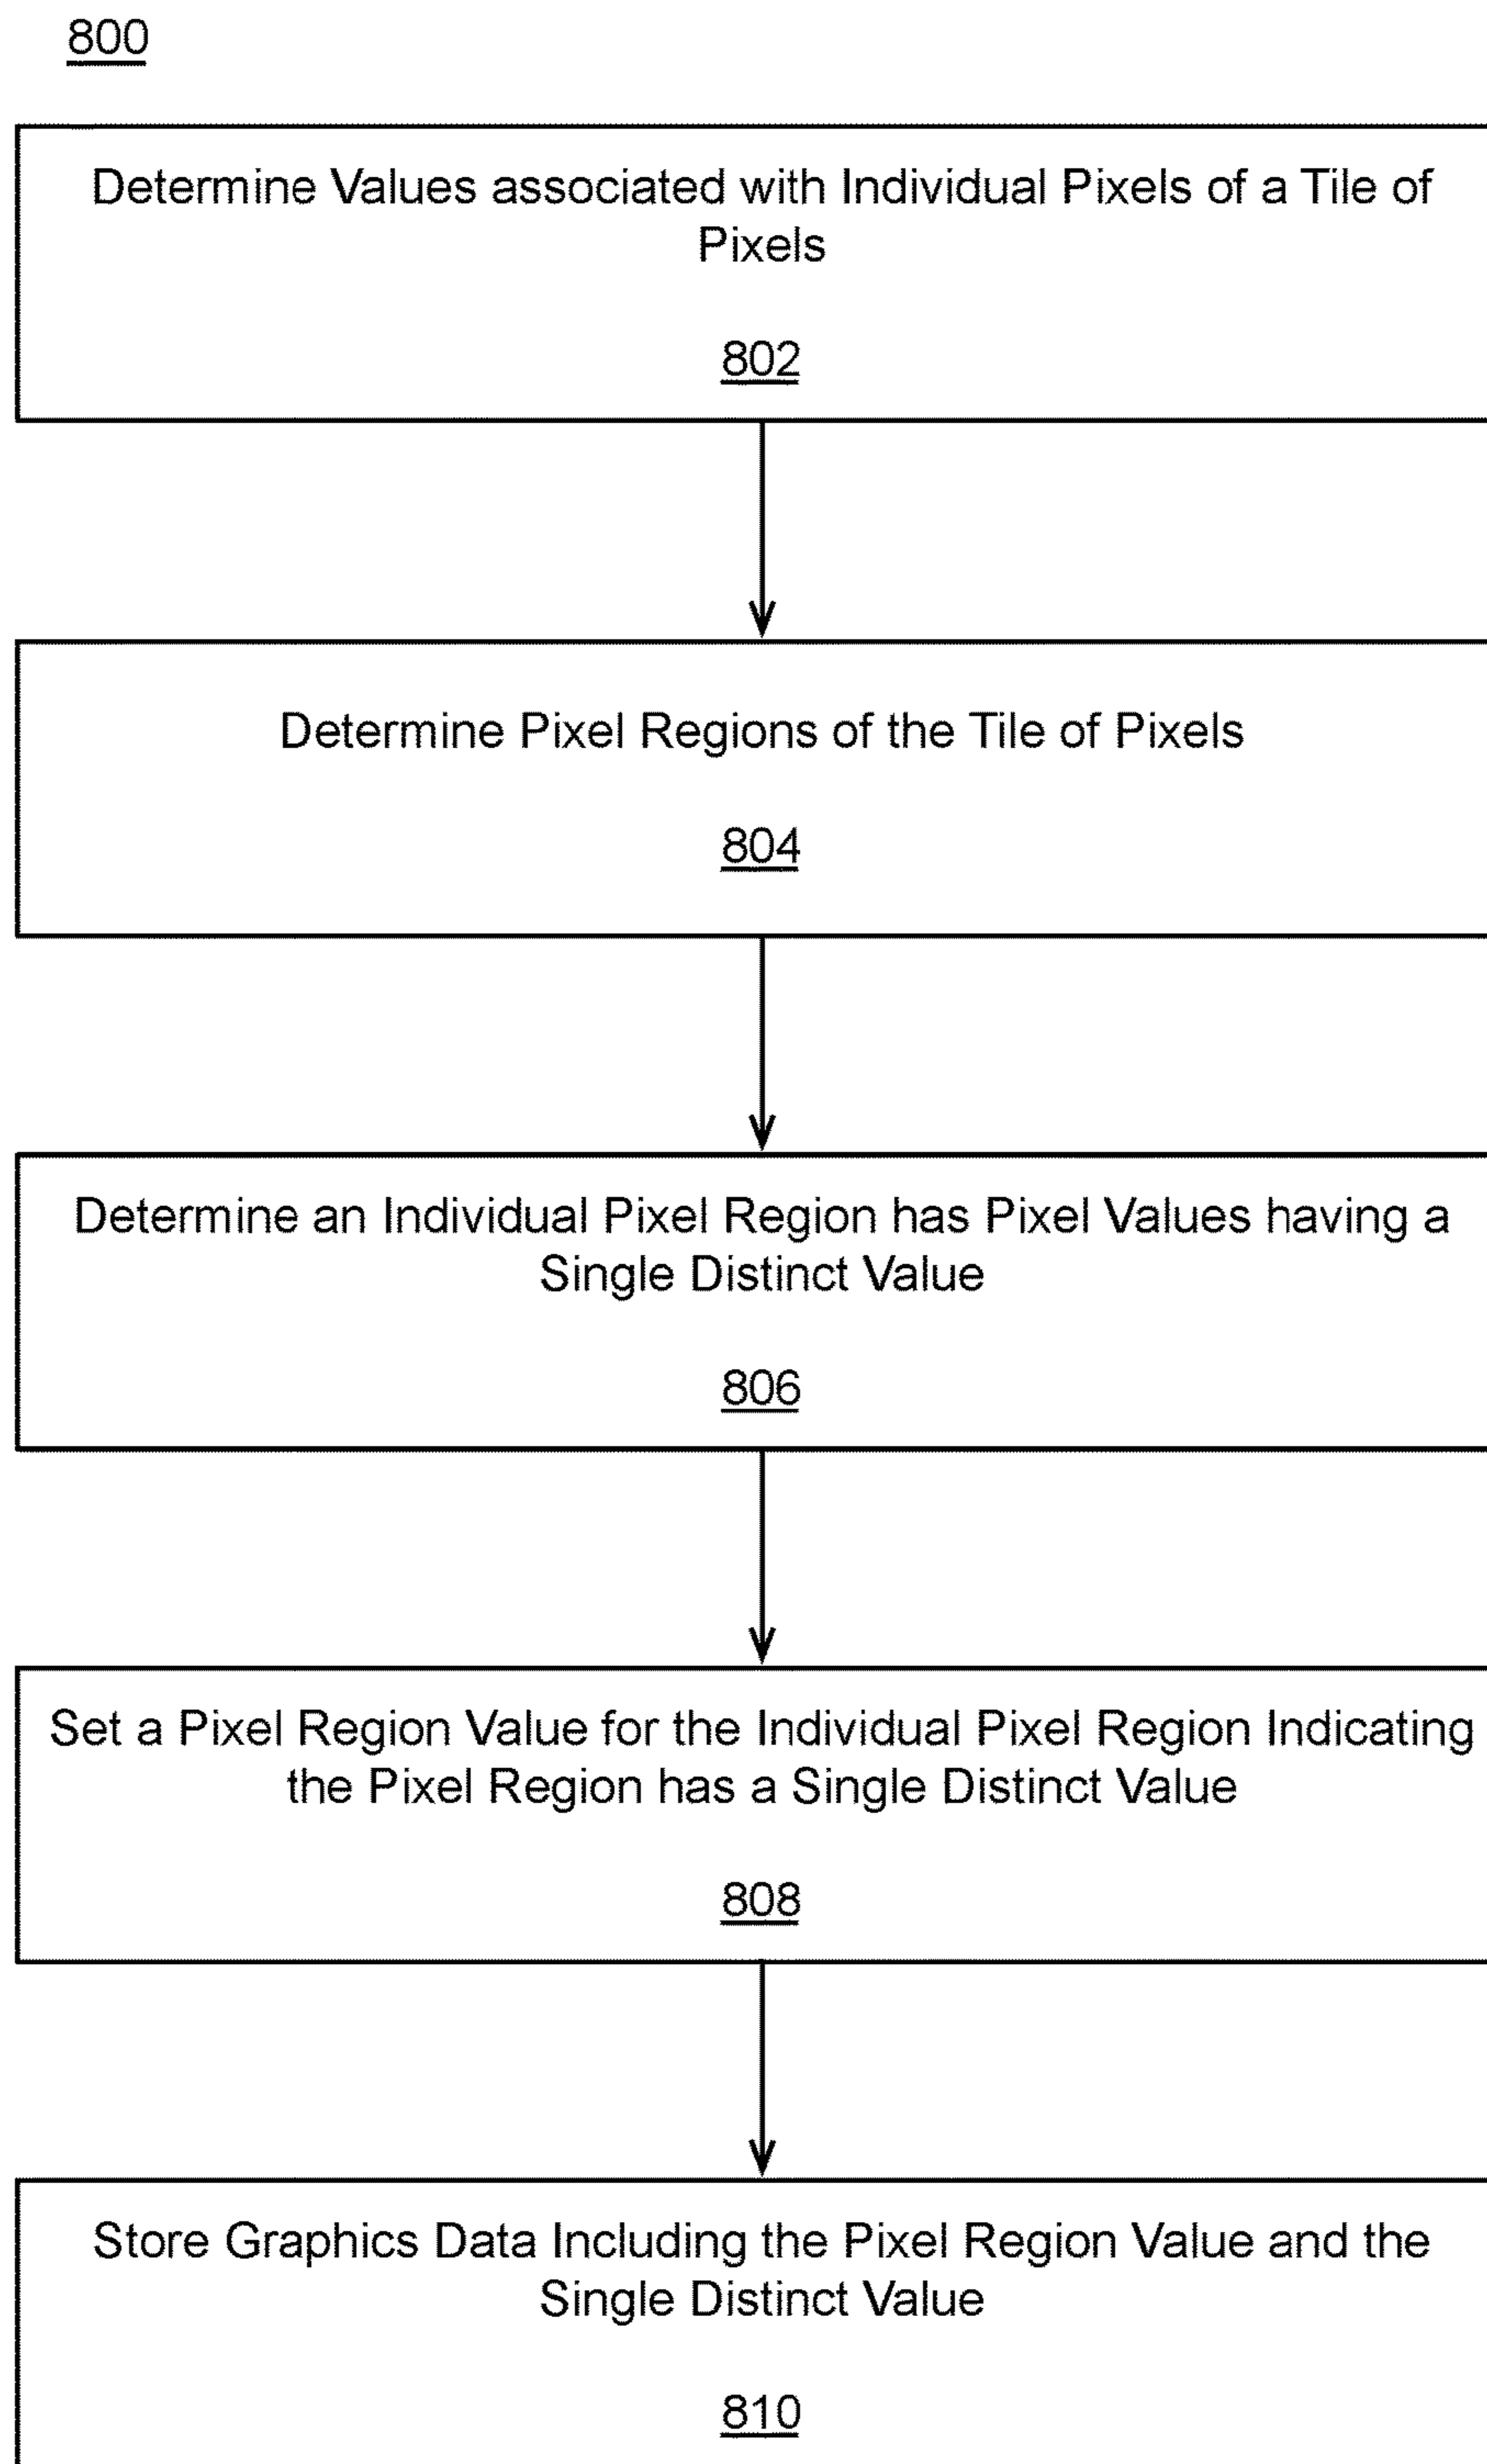 800
Determine Values associated with Individual Pixels of a Tile of
Pixels
802
Determine Pixel Regions of the Tile of Pixels
804
Determine an Individual Pixel Region has Pixel Values having a
Single Distinct Value
806
Set a Pixel Region Value for the Individual Pixel Region Indicating
the Pixel Region has a Single Distinct Value
808
Store Graphics Data Including the Pixel Region Value and the
Single Distinct Value
810